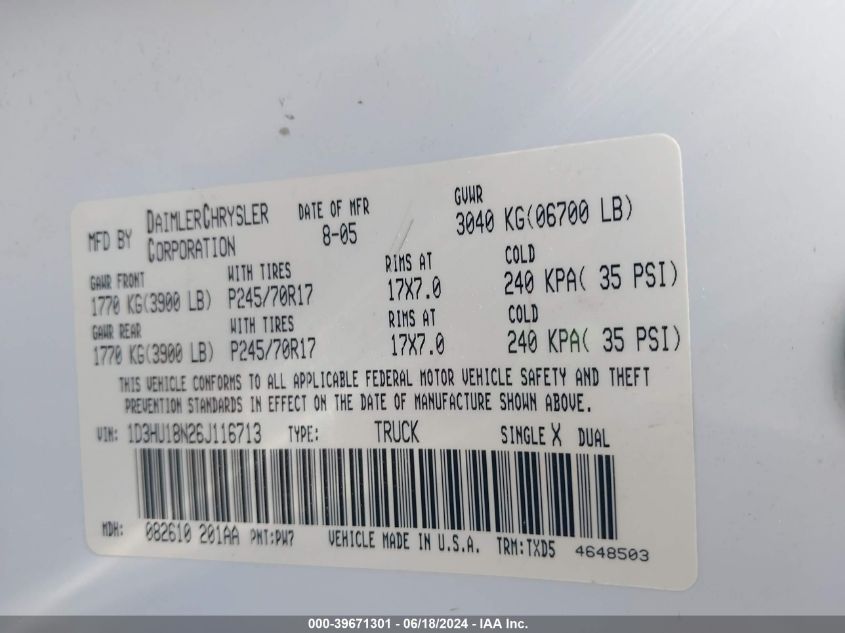 MFD BY DAIMLERCHRYSLER CORPORATION DATE OF MFR 8-05 GVWR 3040 KG(06700 LB)
GAWR FRONT WITH TIRES RIMS AT COLD
1770 KG(3900 LB) P245/70R17 17X7.0 240 KPA( 35 PSI)
GAWR REAR WITH TIRES RIMS AT COLD
1770 KG(3900 LB) P245/70R17 17X7.0 240 KPA( 35 PSI)
THIS VEHICLE CONFORMS TO ALL APPLICABLE FEDERAL MOTOR VEHICLE SAFETY AND THEFT
PREVENTION STANDARDS IN EFFECT ON THE DATE OF MANUFACTURE SHOWN ABOVE.
VIN: 1D3HU18N26J116713 TYPE: TRUCK SINGLE X DUAL
MDH: 082610 201AA PNT:PW7 VEHICLE MADE IN U.S.A. TRM:TXD5 4648503
000-39671301 - 06/18/2024 - IAA Inc.